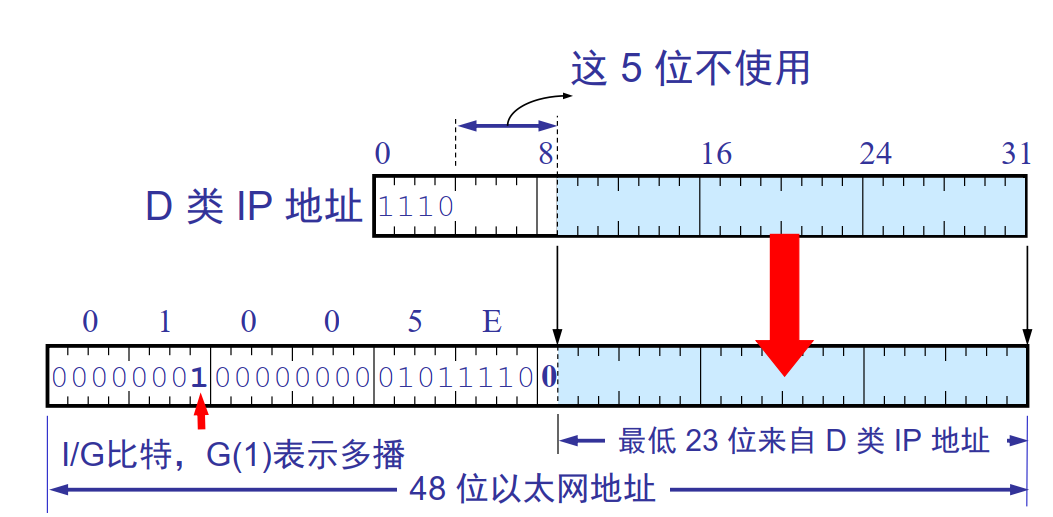 这 5 位不使用
0 8 16 24 31
D 类 IP 地址 1110
0 1 0 0 5 E
00000001 00000000 01011110 0
I/G比特，G(1)表示多播
最低 23 位来自 D 类 IP 地址
48 位以太网地址